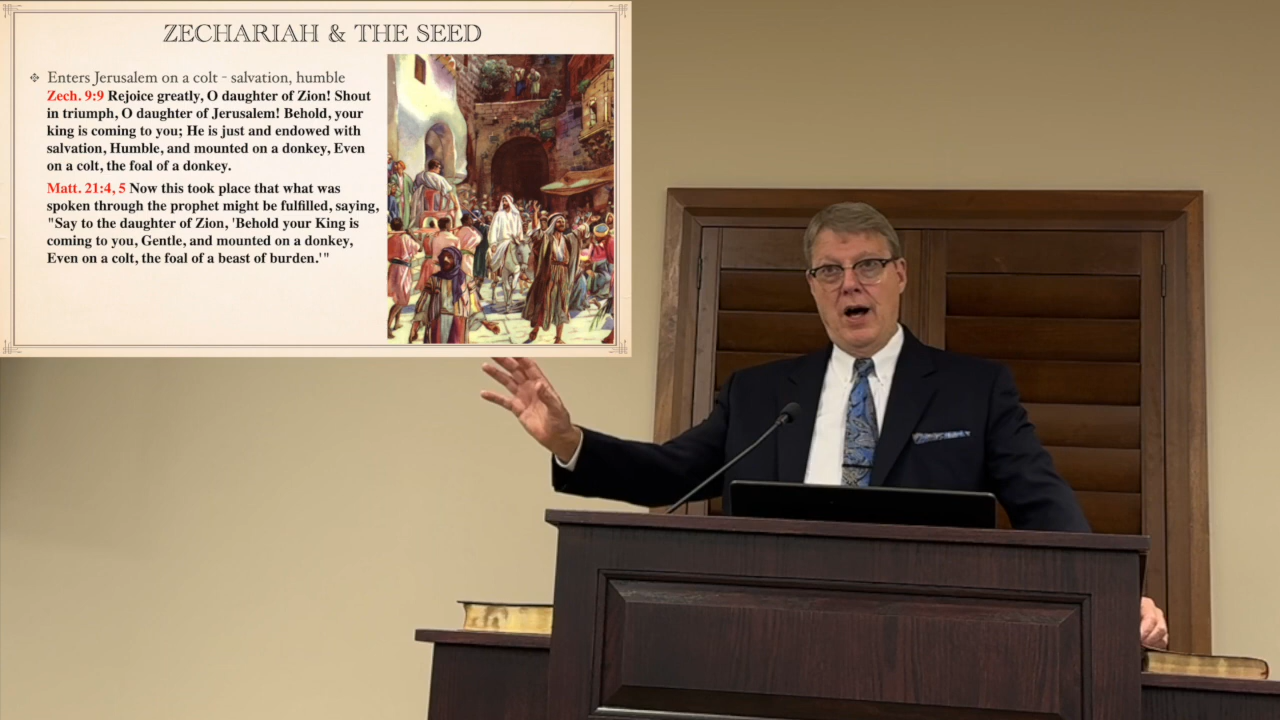 ZECHARIAH & THE SEED
Enters Jerusalem on a colt - salvation, humble
Zech. 9:9 Rejoice greatly, O daughter of Zion! Shout
in triumph, O daughter of Jerusalem! Behold, your
king is coming to you; He is just and endowed with
salvation, Humble, and mounted on a donkey, Even
on a colt, the foal of a donkey.
Matt. 21:4, 5 Now this took place that what was
spoken through the prophet might be fulfilled, saying,
"Say to the daughter of Zion, 'Behold your King is
coming to you, Gentle, and mounted on a donkey,
Even on a colt, the foal of a beast of burden.'"